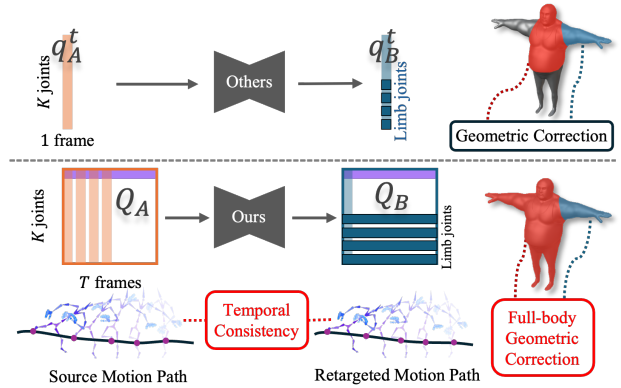 q_A^t
K joints
1 frame
Others
q_B^t
Limb joints
Geometric Correction
K joints
Q_A
T frames
Ours
Q_B
Limb joints
Temporal
Consistency
Full-body
Geometric
Correction
Source Motion Path
Retargeted Motion Path